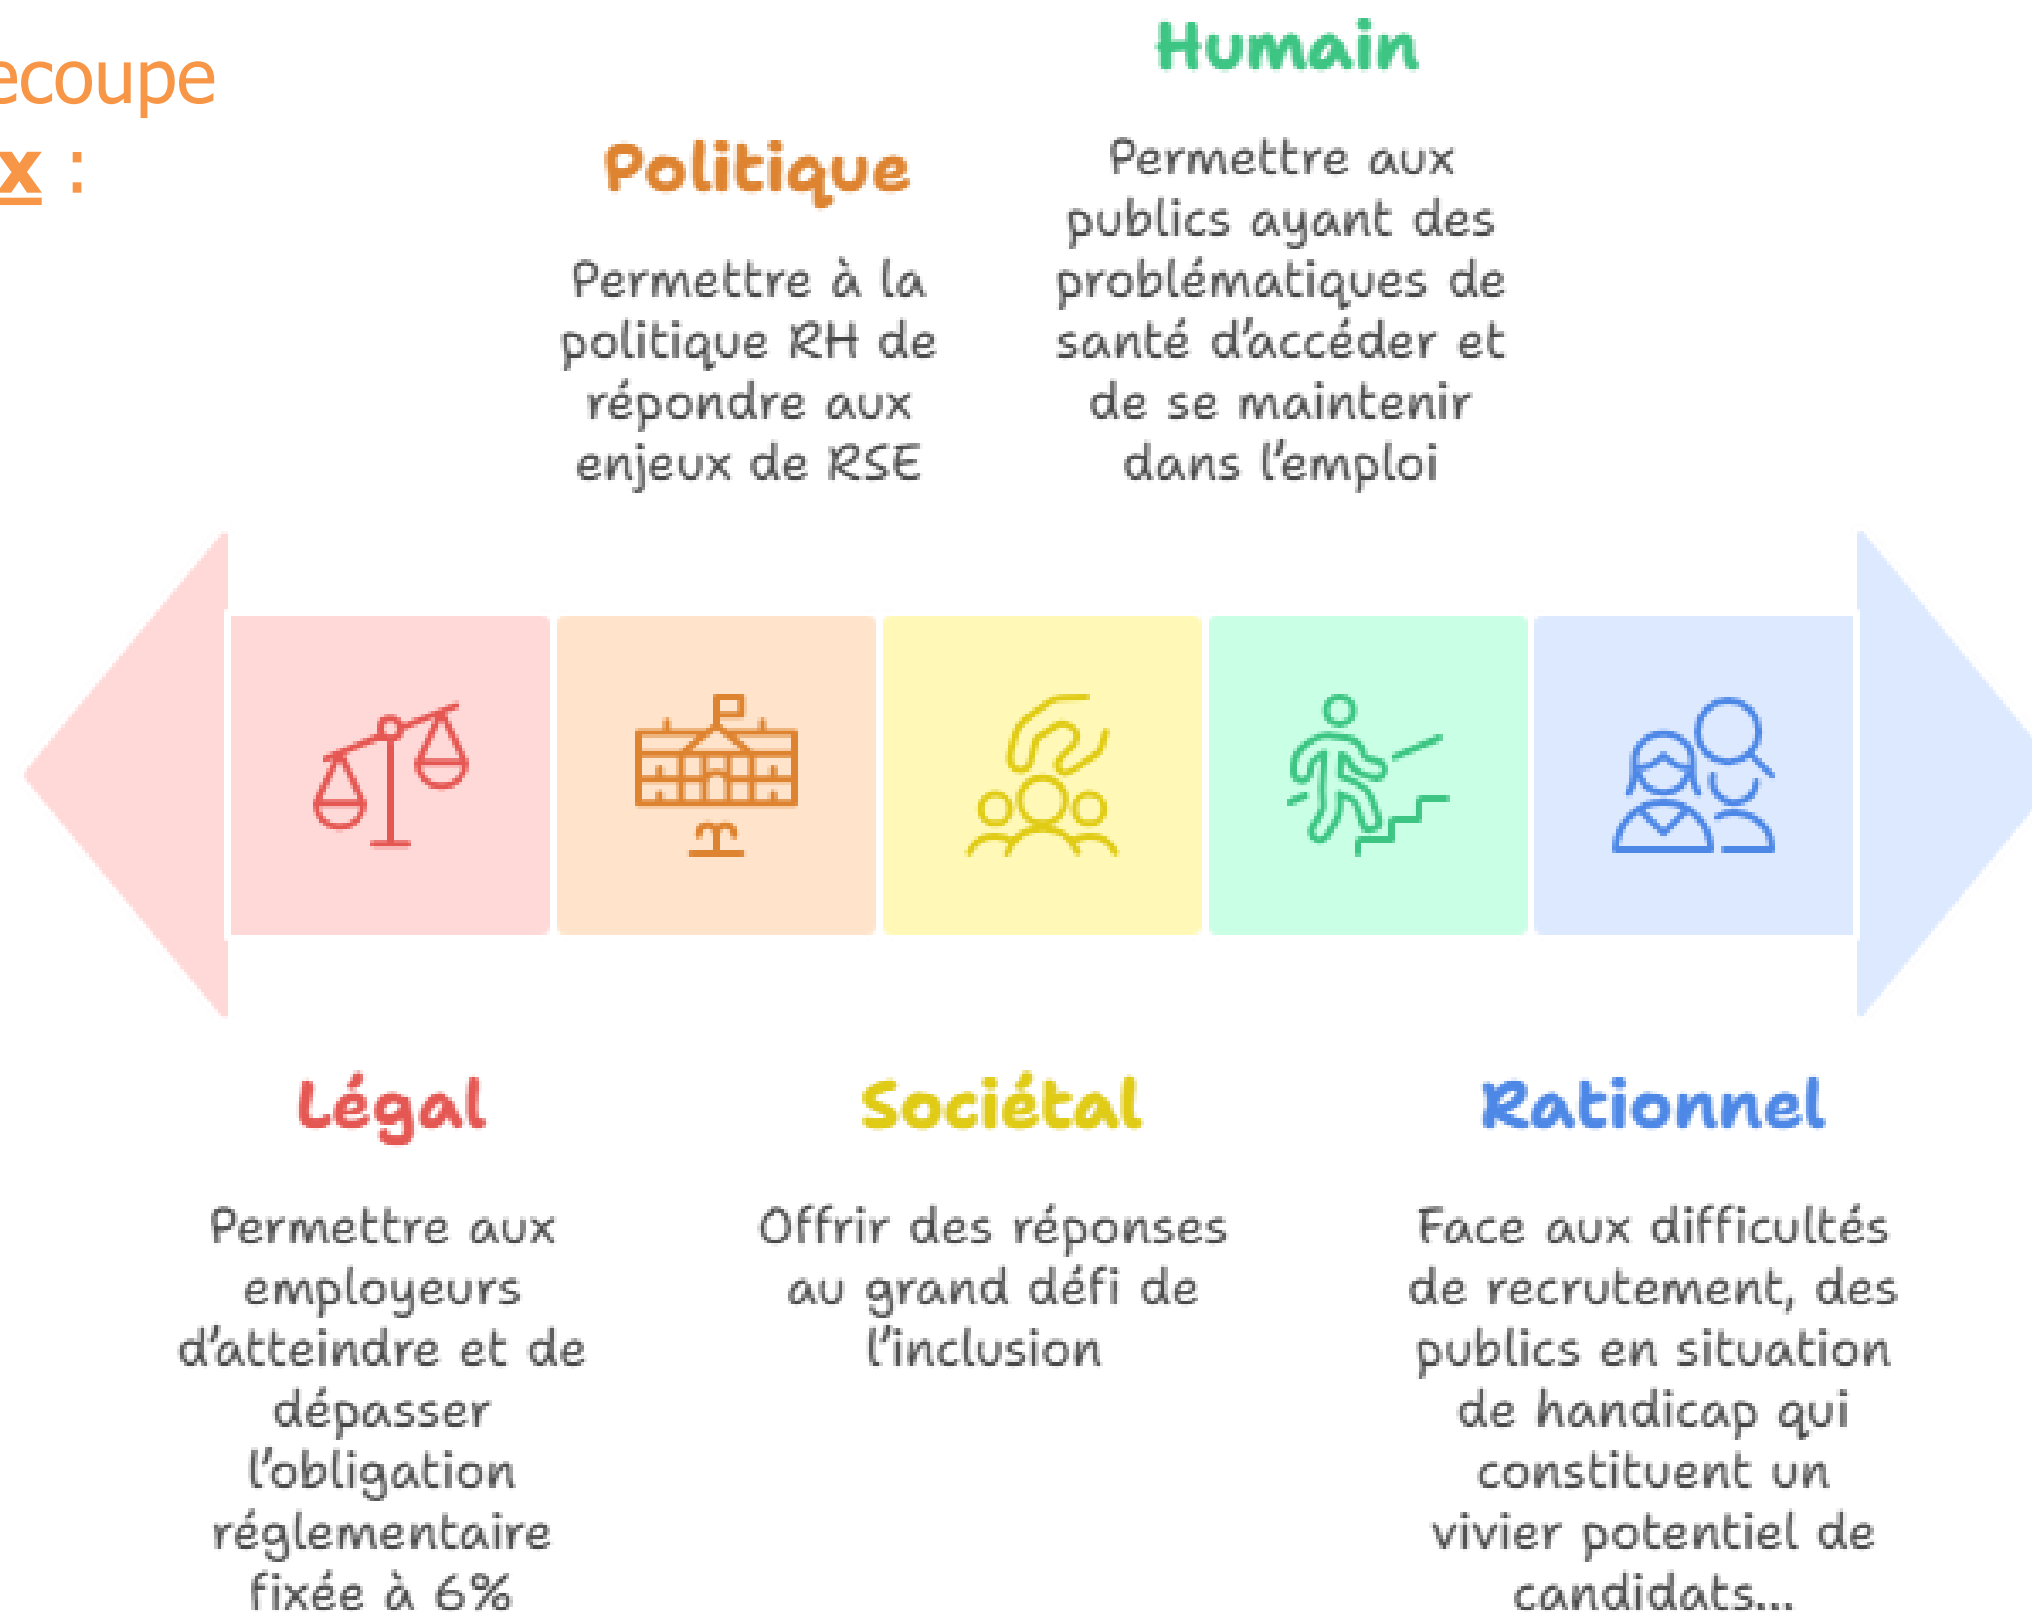 ecoupe
x :
Humain
Permettre aux
publics ayant des
problématiques de
santé d'accéder et
de se maintenir
dans l'emploi
Politique
Permettre à la
politique RH de
répondre aux
enjeux de RSE
Légal
Permettre aux
employeurs
d'atteindre et de
dépasser
l'obligation
réglementaire
fixée à 6%
Sociétal
Offrir des réponses
au grand défi de
l'inclusion
Rationnel
Face aux difficultés
de recrutement, des
publics en situation
de handicap qui
constituent un
vivier potentiel de
candidats...